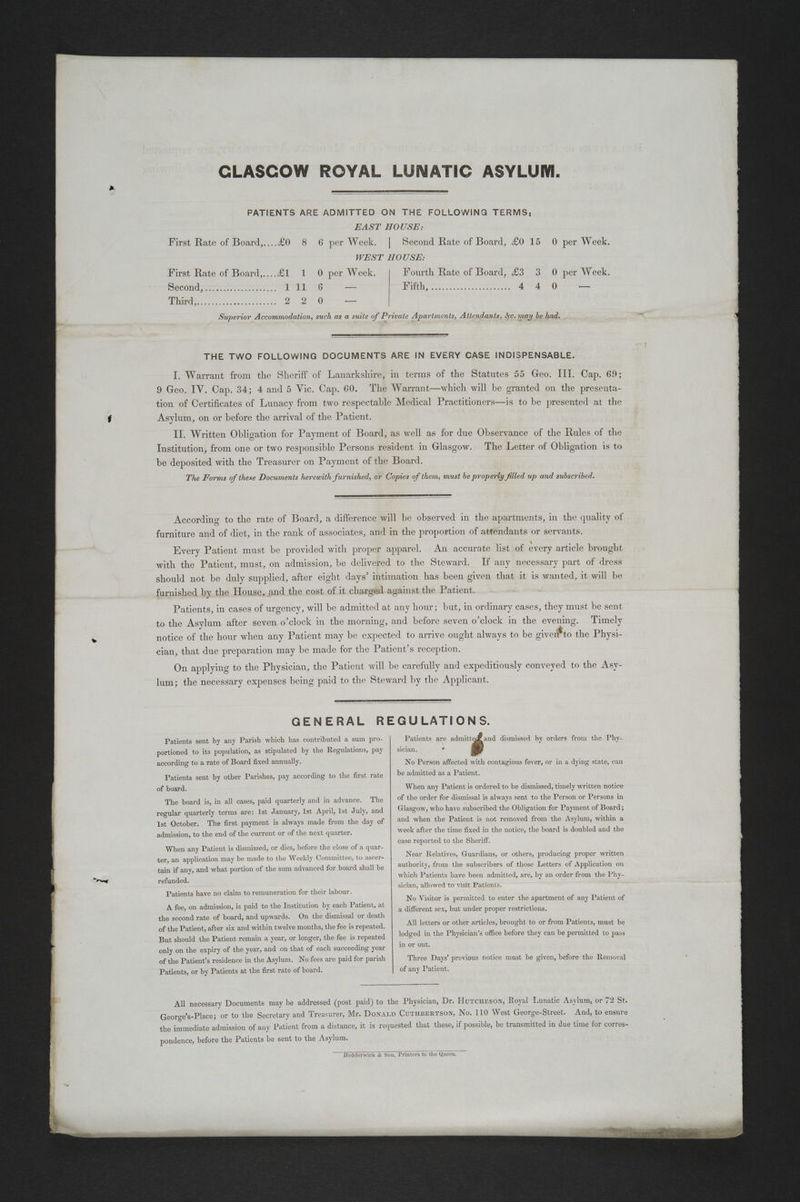 GLASGOW ROYAL LUNATIC ASYLUM.
PATIENTS ARE ADMITTED ON THE FOLLOWING TERMS;
EAST HOUSE:
First Rate of Board,....£0 8 6 per Week. | Second Rate of Board, £0 15 0 per Week.
WEST HOUSE:
First Rate of Board,....£1 1 0 per Week. | Fourth Rate of Board, £3 3 0 per Week.
Second,..................... 1 11 6 — | Fifth,....................... 4 4 0 —
Third,....................... 2 2 0 —
Superior Accommodation, such as a suite of Private Apartments, Attendants, &c. may be had.
THE TWO FOLLOWING DOCUMENTS ARE IN EVERY CASE INDISPENSABLE.
I. Warrant from the Sheriff of Lanarkshire, in terms of the Statutes 55 Geo. III. Cap. 69;
9 Geo. IV. Cap. 34; 4 and 5 Vic. Cap. 60. The Warrant—which will be granted on the presenta-
tion of Certificates of Lunacy from two respectable Medical Practitioners—is to be presented at the
Asylum, on or before the arrival of the Patient.
II. Written Obligation for Payment of Board, as well as for due Observance of the Rules of the
Institution, from one or two responsible Persons resident in Glasgow. The Letter of Obligation is to
be deposited with the Treasurer on Payment of the Board.
The Forms of these Documents herewith furnished, or Copies of them, must be properly filled up and subscribed.
According to the rate of Board, a difference will be observed in the apartments, in the quality of
furniture and of diet, in the rank of associates, and in the proportion of attendants or servants.
Every Patient must be provided with proper apparel. An accurate list of every article brought
with the Patient, must, on admission, be delivered to the Steward. If any necessary part of dress
should not be duly supplied, after eight days' intimation has been given that it is wanted, it will be
furnished by the House, and the cost of it charged against the Patient.
Patients, in cases of urgency, will be admitted at any hour; but, in ordinary cases, they must be sent
to the Asylum after seven o'clock in the morning, and before seven o'clock in the evening. Timely
notice of the hour when any Patient may be expected to arrive ought always to be given to the Physi-
cian, that due preparation may be made for the Patient's reception.
On applying to the Physician, the Patient will be carefully and expeditiously conveyed to the Asy-
lum; the necessary expenses being paid to the Steward by the Applicant.
GENERAL REGULATIONS.
Patients sent by any Parish which has contributed a sum pro-
portioned to its population, as stipulated by the Regulations, pay
according to a rate of Board fixed annually.
Patients sent by other Parishes, pay according to the first rate
of board.
The board is, in all cases, paid quarterly and in advance. The
regular quarterly terms are: 1st January, 1st April, 1st July, and
1st October. The first payment is always made from the day of
admission, to the end of the current or of the next quarter.
When any Patient is dismissed, or dies, before the close of a quar-
ter, an application may be made to the Weekly Committee, to ascer-
tain if any, and what portion of the sum advanced for board shall be
refunded.
Patients have no claim to remuneration for their labour.
A fee, on admission, is paid to the Institution by each Patient, at
the second rate of board, and upwards. On the dismissal or death
of the Patient, after six and within twelve months, the fee is repeated.
But should the Patient remain a year, or longer, the fee is repeated
only on the expiry of the year, and on that of each succeeding year
of the Patient's residence in the Asylum. No fees are paid for parish
Patients, or by Patients at the first rate of board.
Patients are admitted and dismissed by orders from the Phy-
sician.
No Person affected with contagious fever, or in a dying state, can
be admitted as a Patient.
When any Patient is ordered to be dismissed, timely written notice
of the order for dismissal is always sent to the Person or Persons in
Glasgow, who have subscribed the Obligation for Payment of Board;
and when the Patient is not removed from the Asylum, within a
week after the time fixed in the notice, the board is doubled and the
case reported to the Sheriff.
Near Relatives, Guardians, or others, producing proper written
authority, from the subscribers of those Letters of Application on
which Patients have been admitted, are, by an order from the Phy-
sician, allowed to visit Patients.
No Visitor is permitted to enter the apartment of any Patient of
a different sex, but under proper restrictions.
All letters or other articles, brought to or from Patients, must be
lodged in the Physician's office before they can be permitted to pass
in or out.
Three Days' previous notice must be given, before the Removal
of any Patient.
All necessary Documents may be addressed (post paid) to the Physician, Dr. HUTCHESON, Royal Lunatic Asylum, or 72 St.
George's-Place; or to the Secretary and Treasurer, Mr. DONALD CUTHBERTSON, No. 110 West George-Street. And, to ensure
the immediate admission of any Patient from a distance, it is requested that these, if possible, be transmitted in due time for corres-
pondence, before the Patients be sent to the Asylum.
Hedderwick & Son, Printers to the Queen.